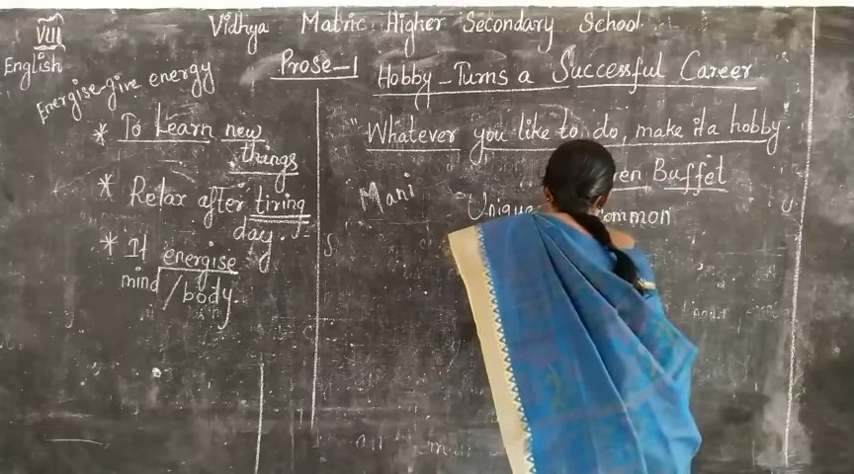 Vidhya Matric Higher Secondary School.
VIII
English
Prose-1
Hobby-Turns a Successful Career
Energise-give energy
* To Learn new
things
* Relax after tiring
day.
* It energise
mind/body
"Whatever you like to do, make it a hobby"
Buffet
Mani
Unique